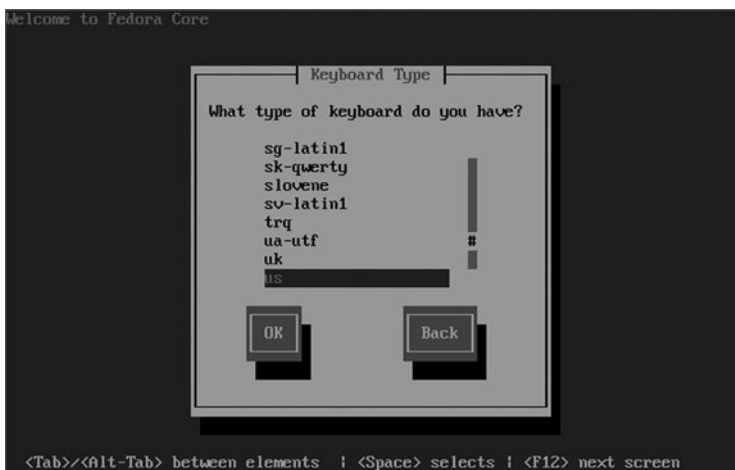 Welcome to Fedora Core
Keyboard Type
What type of keyboard do you have?
sg-latin1
sk-qwerty
slovene
sv-latin1
trq
ua-utf
#
uk
us
OK
Back
<Tab>/<Alt-Tab> between elements | <Space> selects | <F12> next screen